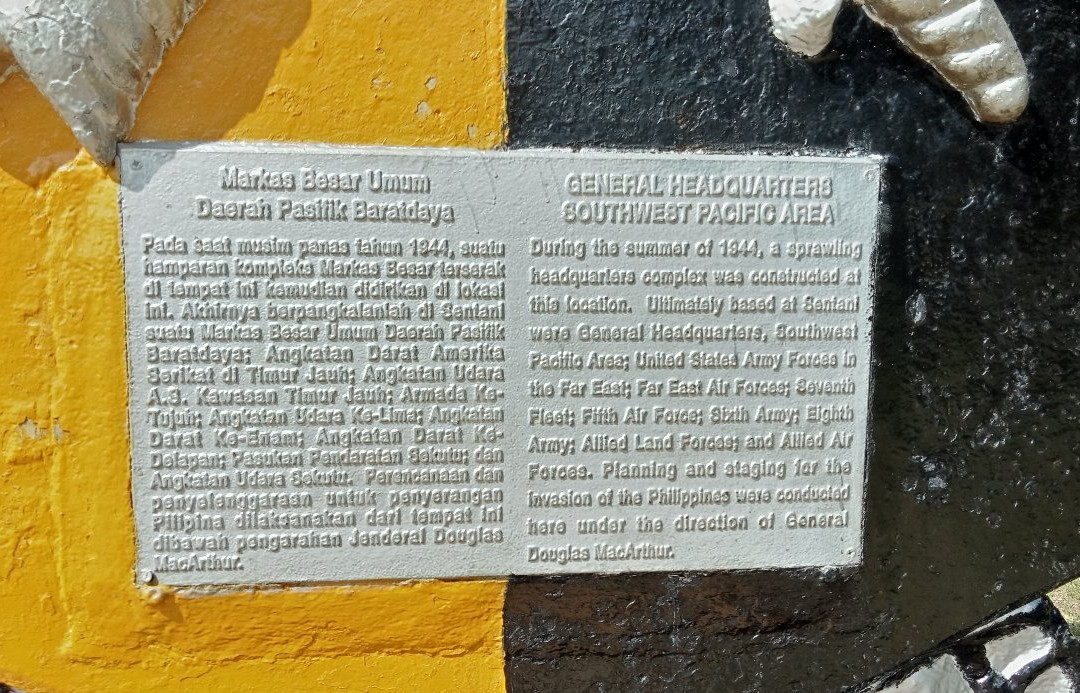 Markas Besar Umum
Daerah Pasifik Baratdaya
Pada saat musim panas tahun 1944, suatu
hamparan kompleks Markas Besar terserak
di tempat ini kemudian didirikan di lokasi
ini. Akhirnya berpangkalanlah di Sentani
suatu Markas Besar Umum Daerah Pasifik
Baratdaya; Angkatan Darat Amerika
Serikat di Timur Jauh; Angkatan Udara
A.S. Kawasan Timur Jauh; Armada Ke-
Tujuh; Angkatan Udara Ke-Lima; Angkatan
Darat Ke-Enam; Angkatan Darat Ke-
Delapan; Pasukan Pendaratan Sekutu; dan
Angkatan Udara Sekutu. Perencanaan dan
penyelenggaraan untuk penyerangan
Pilipina dilaksanakan dari tempat ini
dibawah pengarahan Jenderal Douglas
MacArthur.
GENERAL HEADQUARTERS
SOUTHWEST PACIFIC AREA
During the summer of 1944, a sprawling
headquarters complex was constructed at
this location. Ultimately based at Sentani
were General Headquarters, Southwest
Pacific Area; United States Army Forces in
the Far East; Far East Air Forces; Seventh
Fleet; Fifth Air Force; Sixth Army; Eighth
Army; Allied Land Forces; and Allied Air
Forces. Planning and staging for the
invasion of the Philippines were conducted
here under the direction of General
Douglas MacArthur.